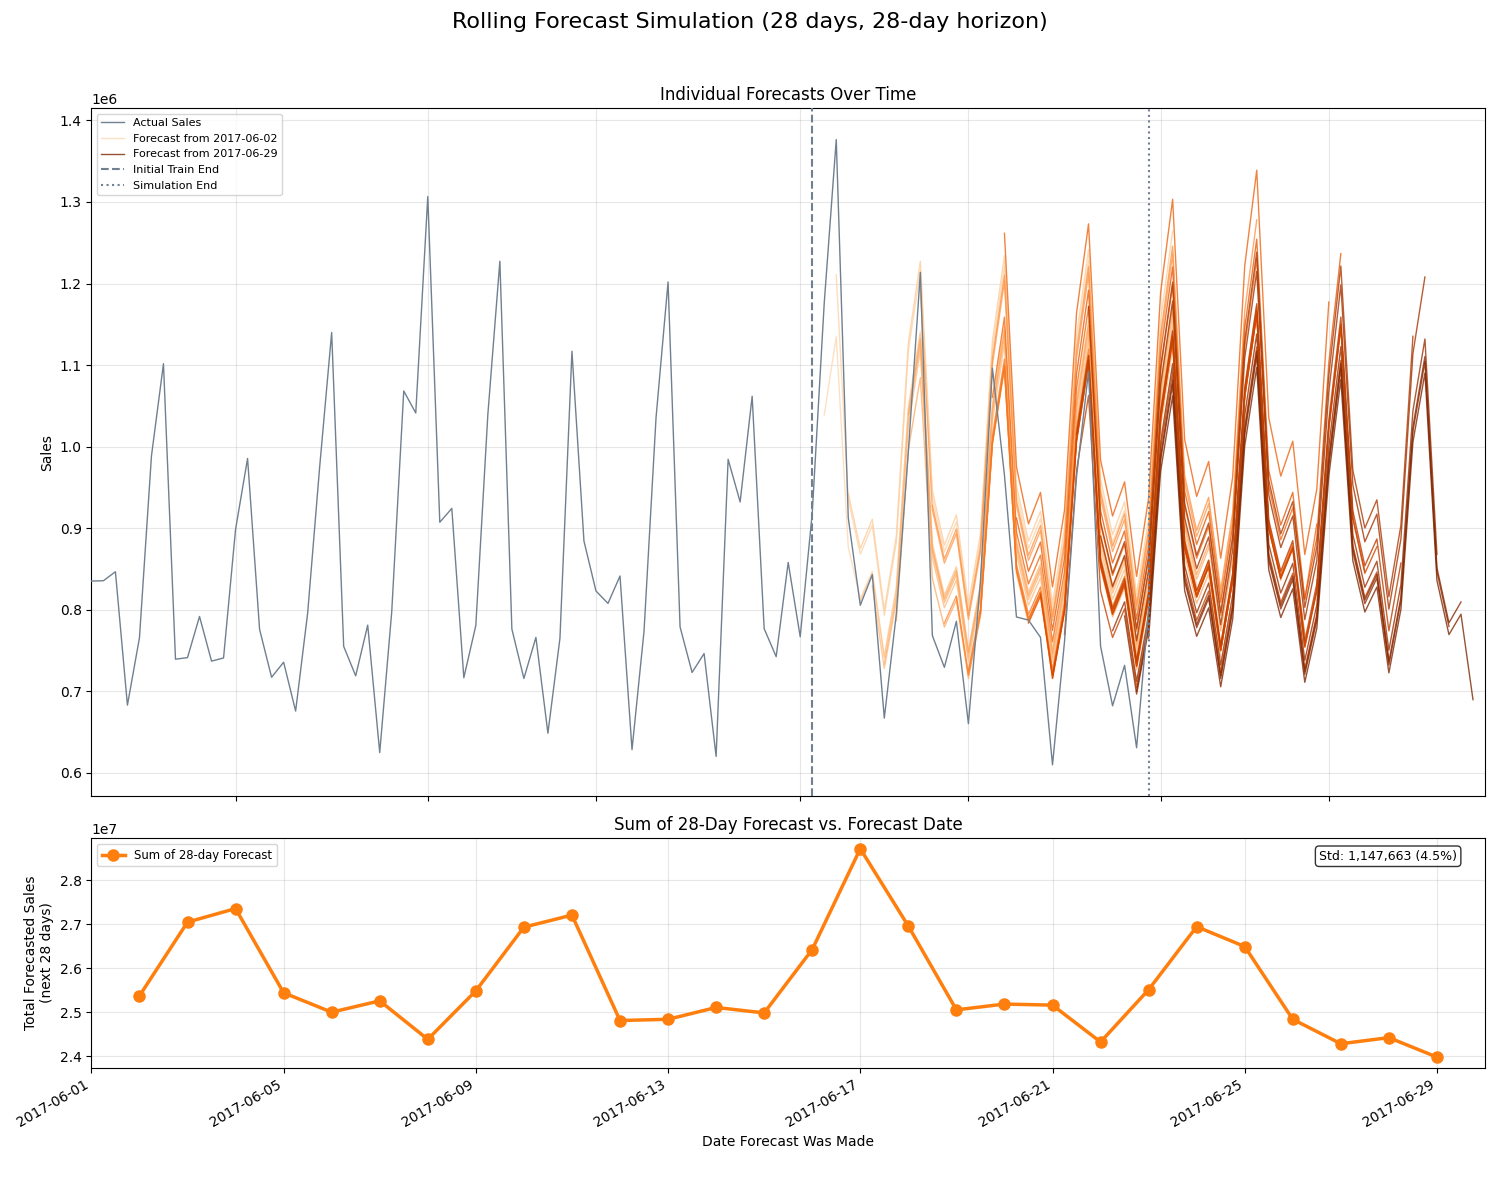 Rolling Forecast Simulation (28 days, 28-day horizon)
Individual Forecasts Over Time
1e6
Actual Sales
Forecast from 2017-06-02
Forecast from 2017-06-29
Initial Train End
Simulation End
1.4
1.3
1.2
1.1
1.0
0.9
0.8
0.7
0.6
Sales
Sum of 28-Day Forecast vs. Forecast Date
1e7
Sum of 28-day Forecast
Std: 1,147,663 (4.5%)
2.8
2.7
2.6
2.5
2.4
Total Forecasted Sales
(next 28 days)
2017-06-01
2017-06-05
2017-06-09
2017-06-13
2017-06-17
2017-06-21
2017-06-25
2017-06-29
Date Forecast Was Made